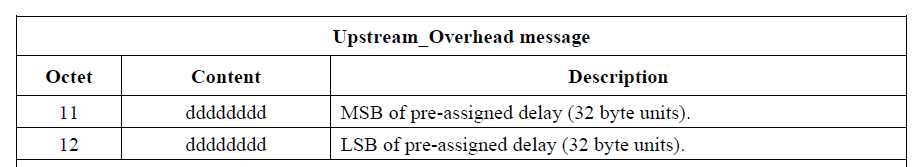 Upstream_Overhead message
Octet Content Description
11 dddddddd MSB of pre-assigned delay (32 byte units).
12 dddddddd LSB of pre-assigned delay (32 byte units).